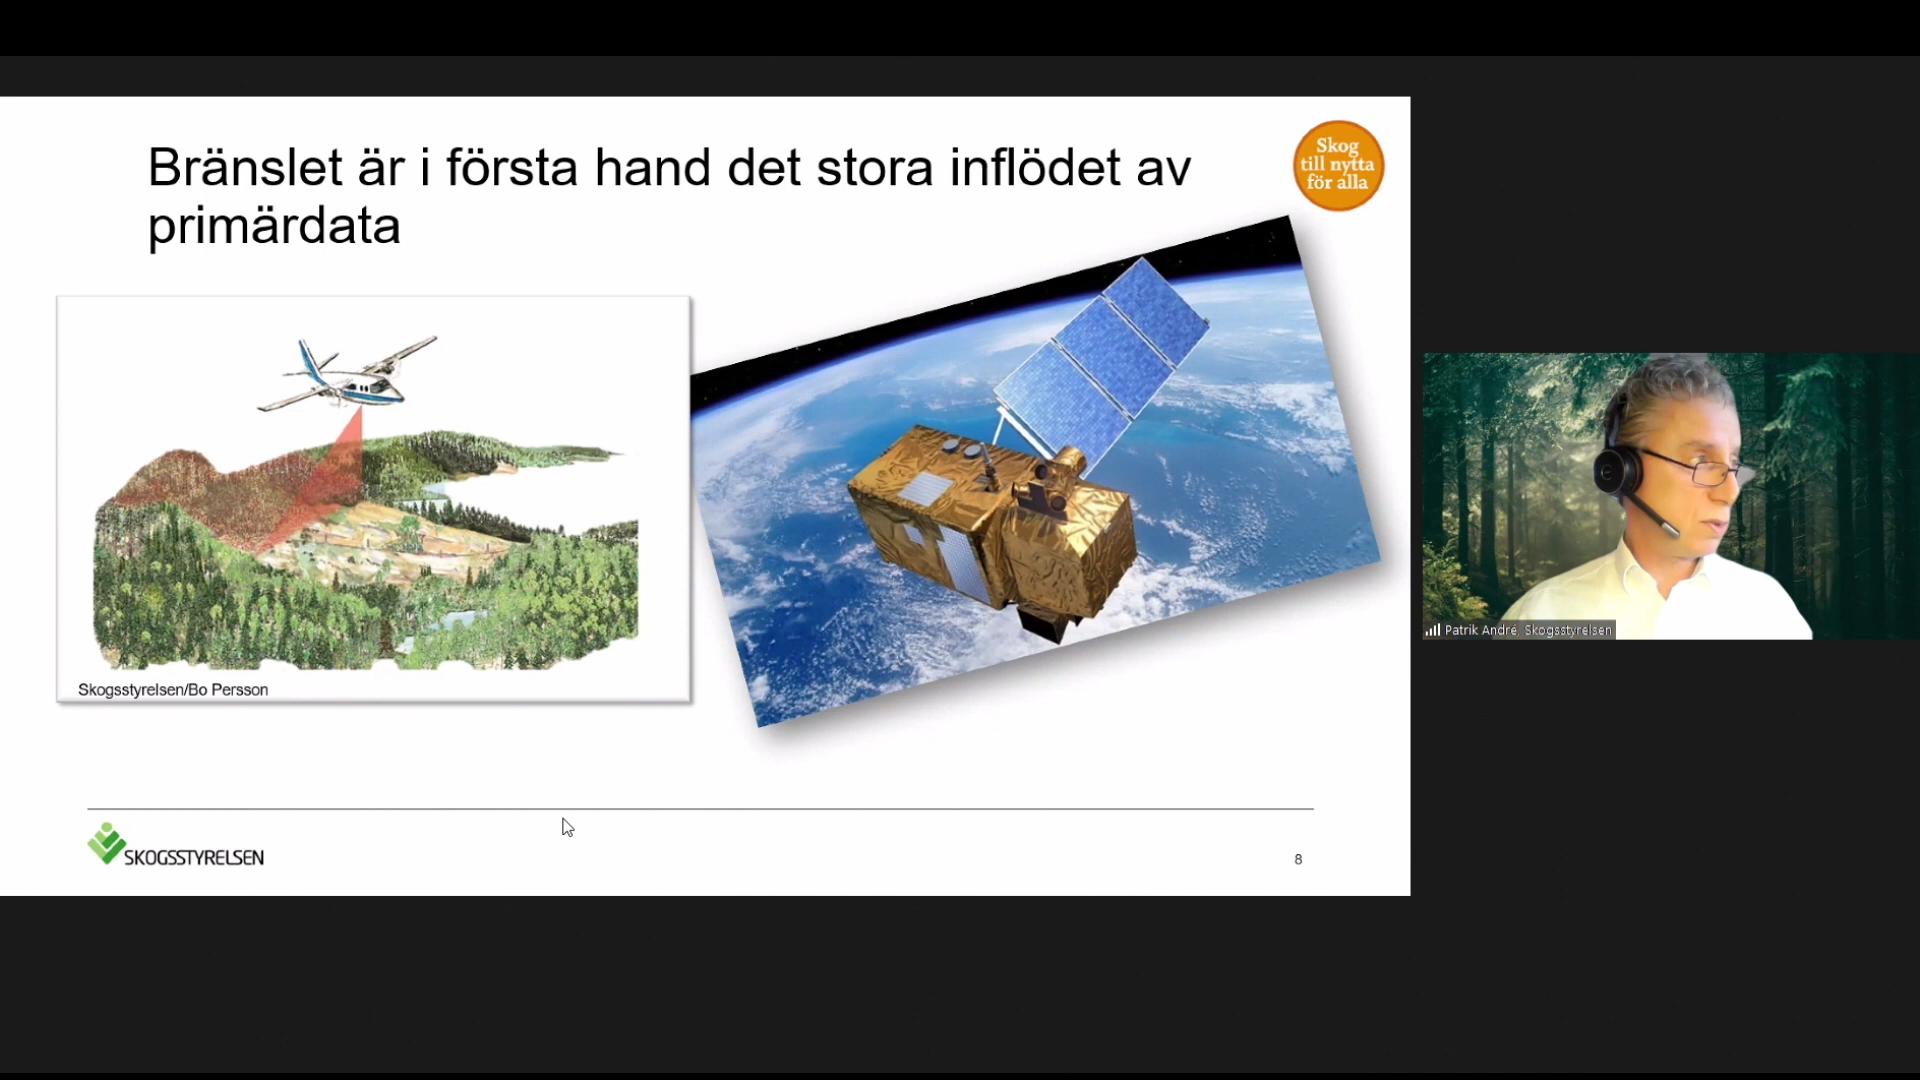 Bränslet är i första hand det stora inflödet av
primärdata
Skog
till nytta
för alla
Skogsstyrelsen/Bo Persson
Patrik André, Skogsstyrelsen
SKOGSSTYRELSEN
8